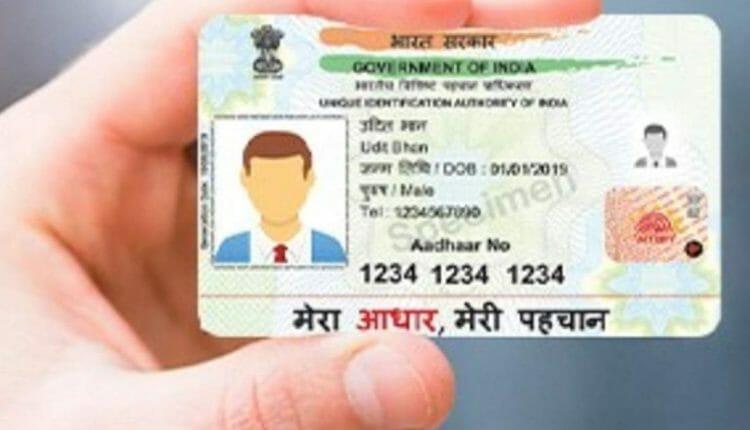 भारत सरकार
GOVERNMENT OF INDIA
भारतीय विशिष्ट पहचान प्राधिकरण
UNIQUE IDENTIFICATION AUTHORITY OF INDIA
उदित भान
Udit Bhan
जन्म तिथि / DOB : 01/01/2019
पुरुष / Male
Tel : 1234567890
Specimen
Aadhaar No
1234 1234 1234
मेरा आधार, मेरी पहचान